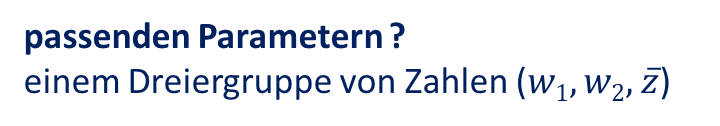 passenden Parametern ?
einem Dreiergruppe von Zahlen (w₁, w₂, z̄)